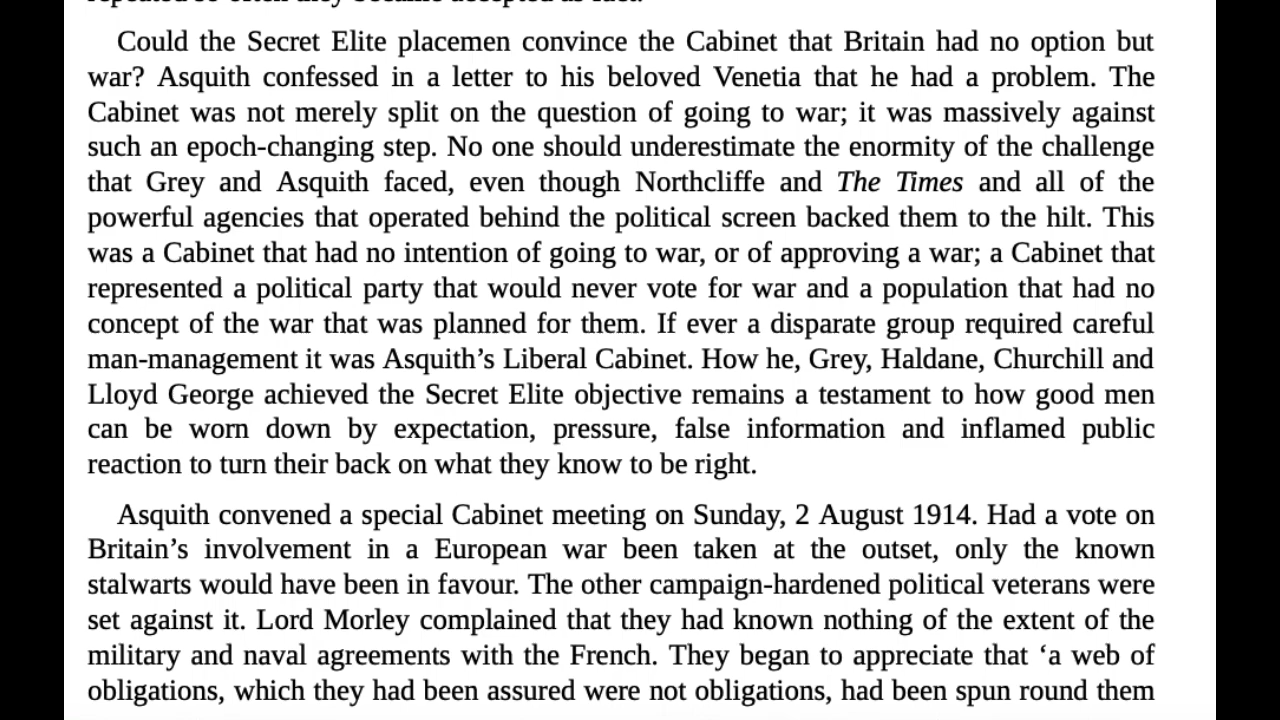 repeated so often they became accepted as fact.
Could the Secret Elite placemen convince the Cabinet that Britain had no option but
war? Asquith confessed in a letter to his beloved Venetia that he had a problem. The
Cabinet was not merely split on the question of going to war; it was massively against
such an epoch-changing step. No one should underestimate the enormity of the challenge
that Grey and Asquith faced, even though Northcliffe and The Times and all of the
powerful agencies that operated behind the political screen backed them to the hilt. This
was a Cabinet that had no intention of going to war, or of approving a war; a Cabinet that
represented a political party that would never vote for war and a population that had no
concept of the war that was planned for them. If ever a disparate group required careful
man-management it was Asquith’s Liberal Cabinet. How he, Grey, Haldane, Churchill and
Lloyd George achieved the Secret Elite objective remains a testament to how good men
can be worn down by expectation, pressure, false information and inflamed public
reaction to turn their back on what they know to be right.
Asquith convened a special Cabinet meeting on Sunday, 2 August 1914. Had a vote on
Britain’s involvement in a European war been taken at the outset, only the known
stalwarts would have been in favour. The other campaign-hardened political veterans were
set against it. Lord Morley complained that they had known nothing of the extent of the
military and naval agreements with the French. They began to appreciate that ‘a web of
obligations, which they had been assured were not obligations, had been spun round them